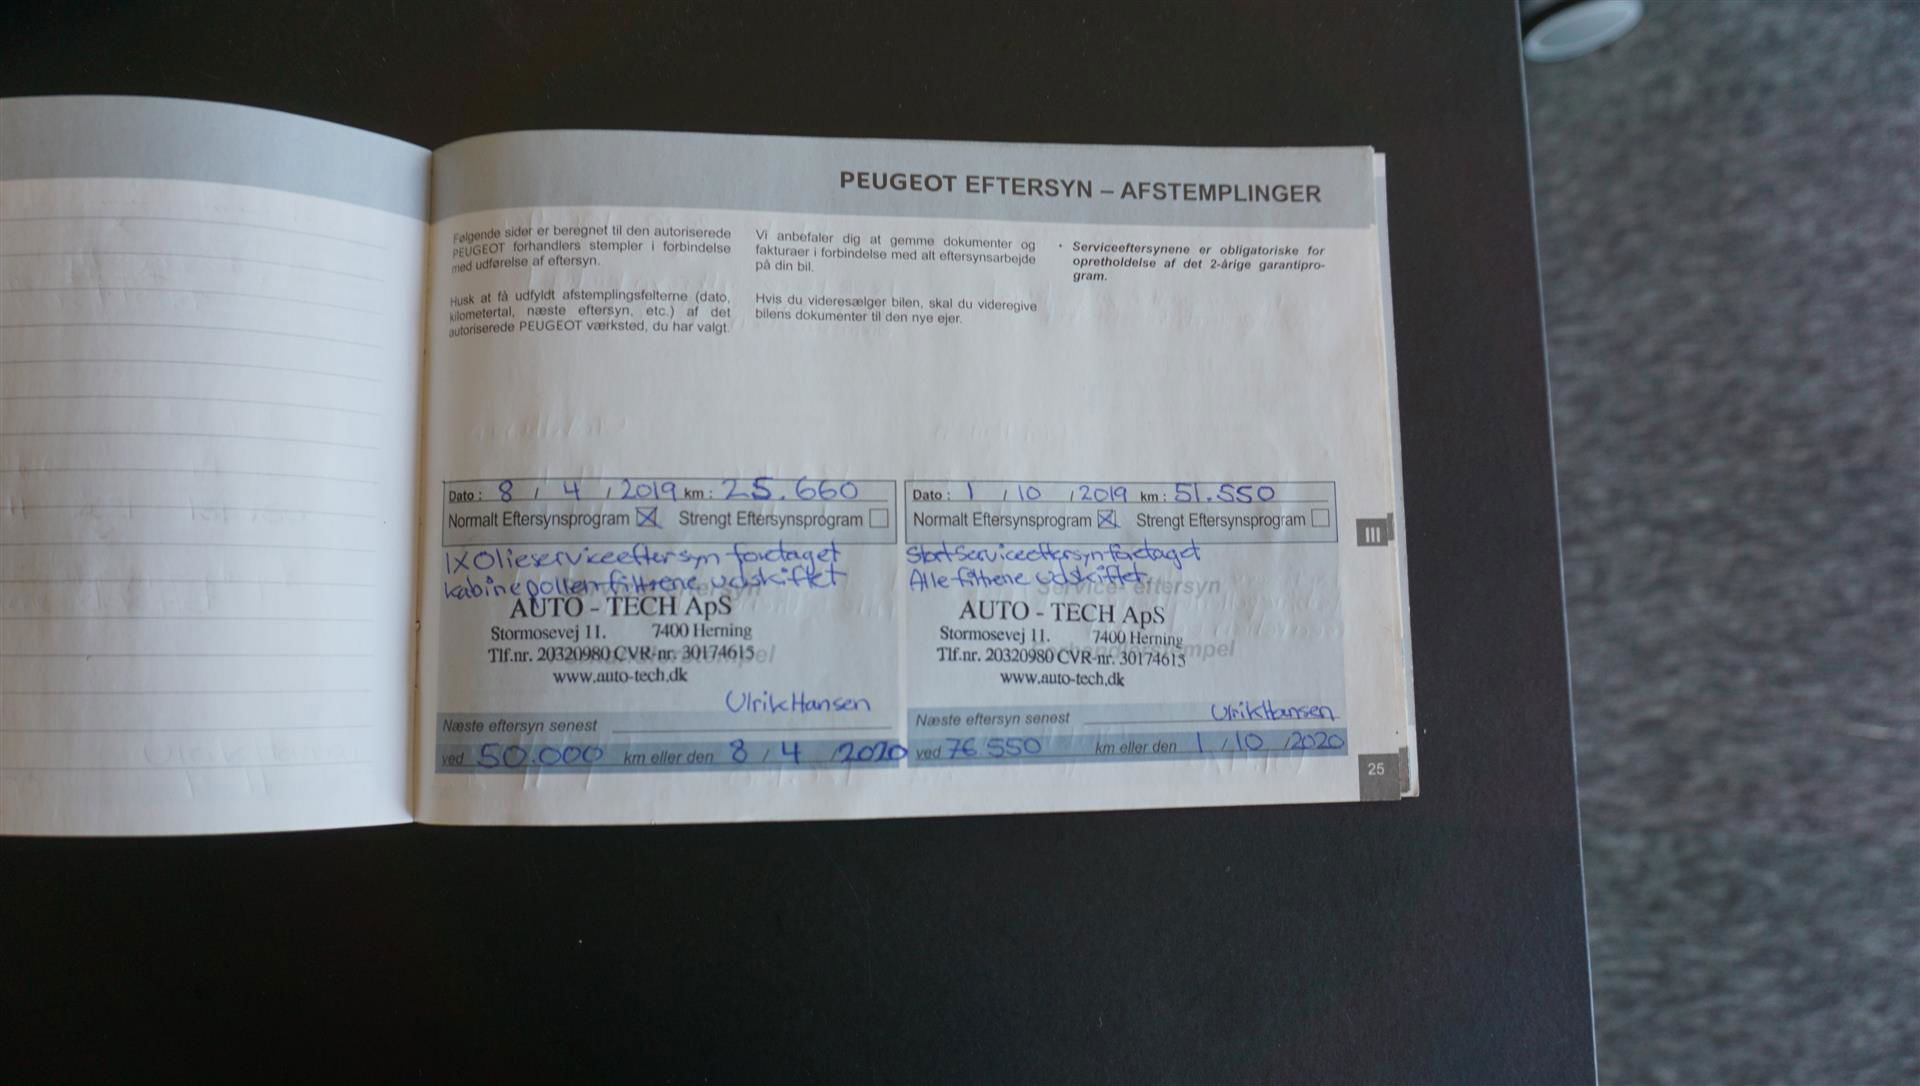 PEUGEOT EFTERSYN – AFSTEMPLINGER
Følgende sider er beregnet til den autoriserede
PEUGEOT forhandlers stempler i forbindelse
med udførelse af eftersyn.
Husk at få udfyldt afstemplingsfelterne (dato,
kilometertal, næste eftersyn, etc.) af det
autoriserede PEUGEOT værksted, du har valgt.
Vi anbefaler dig at gemme dokumenter og
fakturaer i forbindelse med alt eftersynsarbejde
på din bil.
Hvis du videresælger bilen, skal du videregive
bilens dokumenter til den nye ejer.
• Serviceeftersynene er obligatoriske for
opretholdelse af det 2-årige garantipro-
gram.
Dato : 8 / 4 / 2019 km : 25.660
Normalt Eftersynsprogram Strengt Eftersynsprogram
1x Olieserviceeftersyn foretaget
kabinepollenfiltrene udskiftet
AUTO - TECH ApS
Stormosevej 11. 7400 Herning
Tlf.nr. 20320980 CVR-nr. 30174615
www.auto-tech.dk
Ulrik Hansen
Næste eftersyn senest
ved 50.000 km eller den 8 / 4 / 2020
Dato : 1 / 10 / 2019 km : 51.550
Normalt Eftersynsprogram Strengt Eftersynsprogram
Stort Serviceeftersyn foretaget
Alle filtrene udskiftet.
Service- eftersyn
AUTO - TECH ApS
Stormosevej 11. 7400 Herning
Tlf.nr. 20320980 CVR-nr. 30174615
www.auto-tech.dk
Ulrik Hansen
Næste eftersyn senest
ved 76.550 km eller den 1 / 10 / 2020
III
25